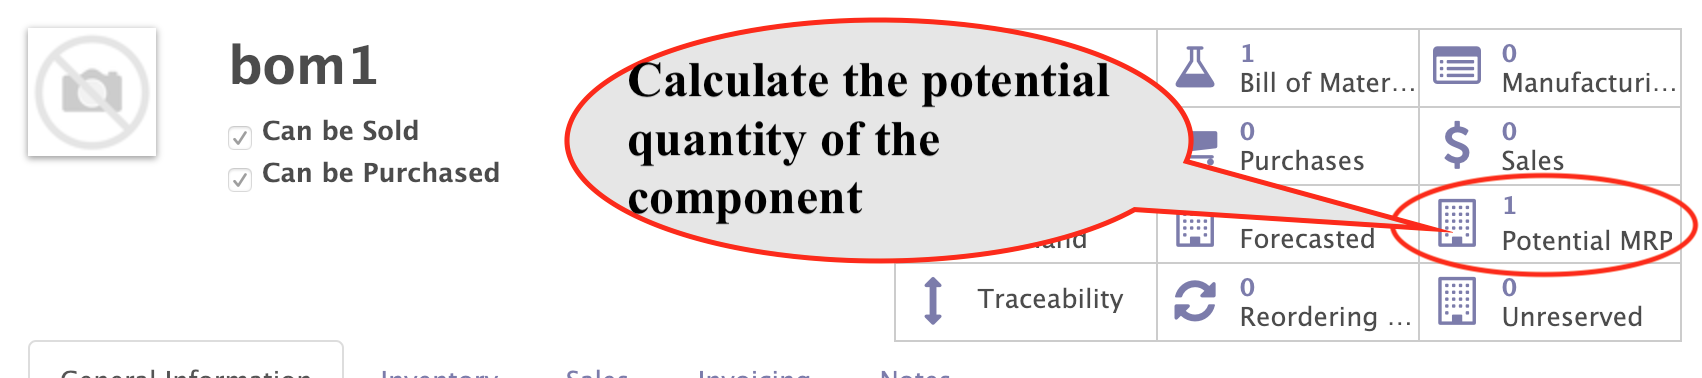 bom1
Can be Sold
Can be Purchased
Calculate the potential
quantity of the
component
1
Bill of Mater...
0
Manufacturi...
0
Purchases
0
Sales
Forecasted
1
Potential MRP
Traceability
0
Reordering ...
0
Unreserved
General Information
Inventory
Sales
Invoicing
Notes